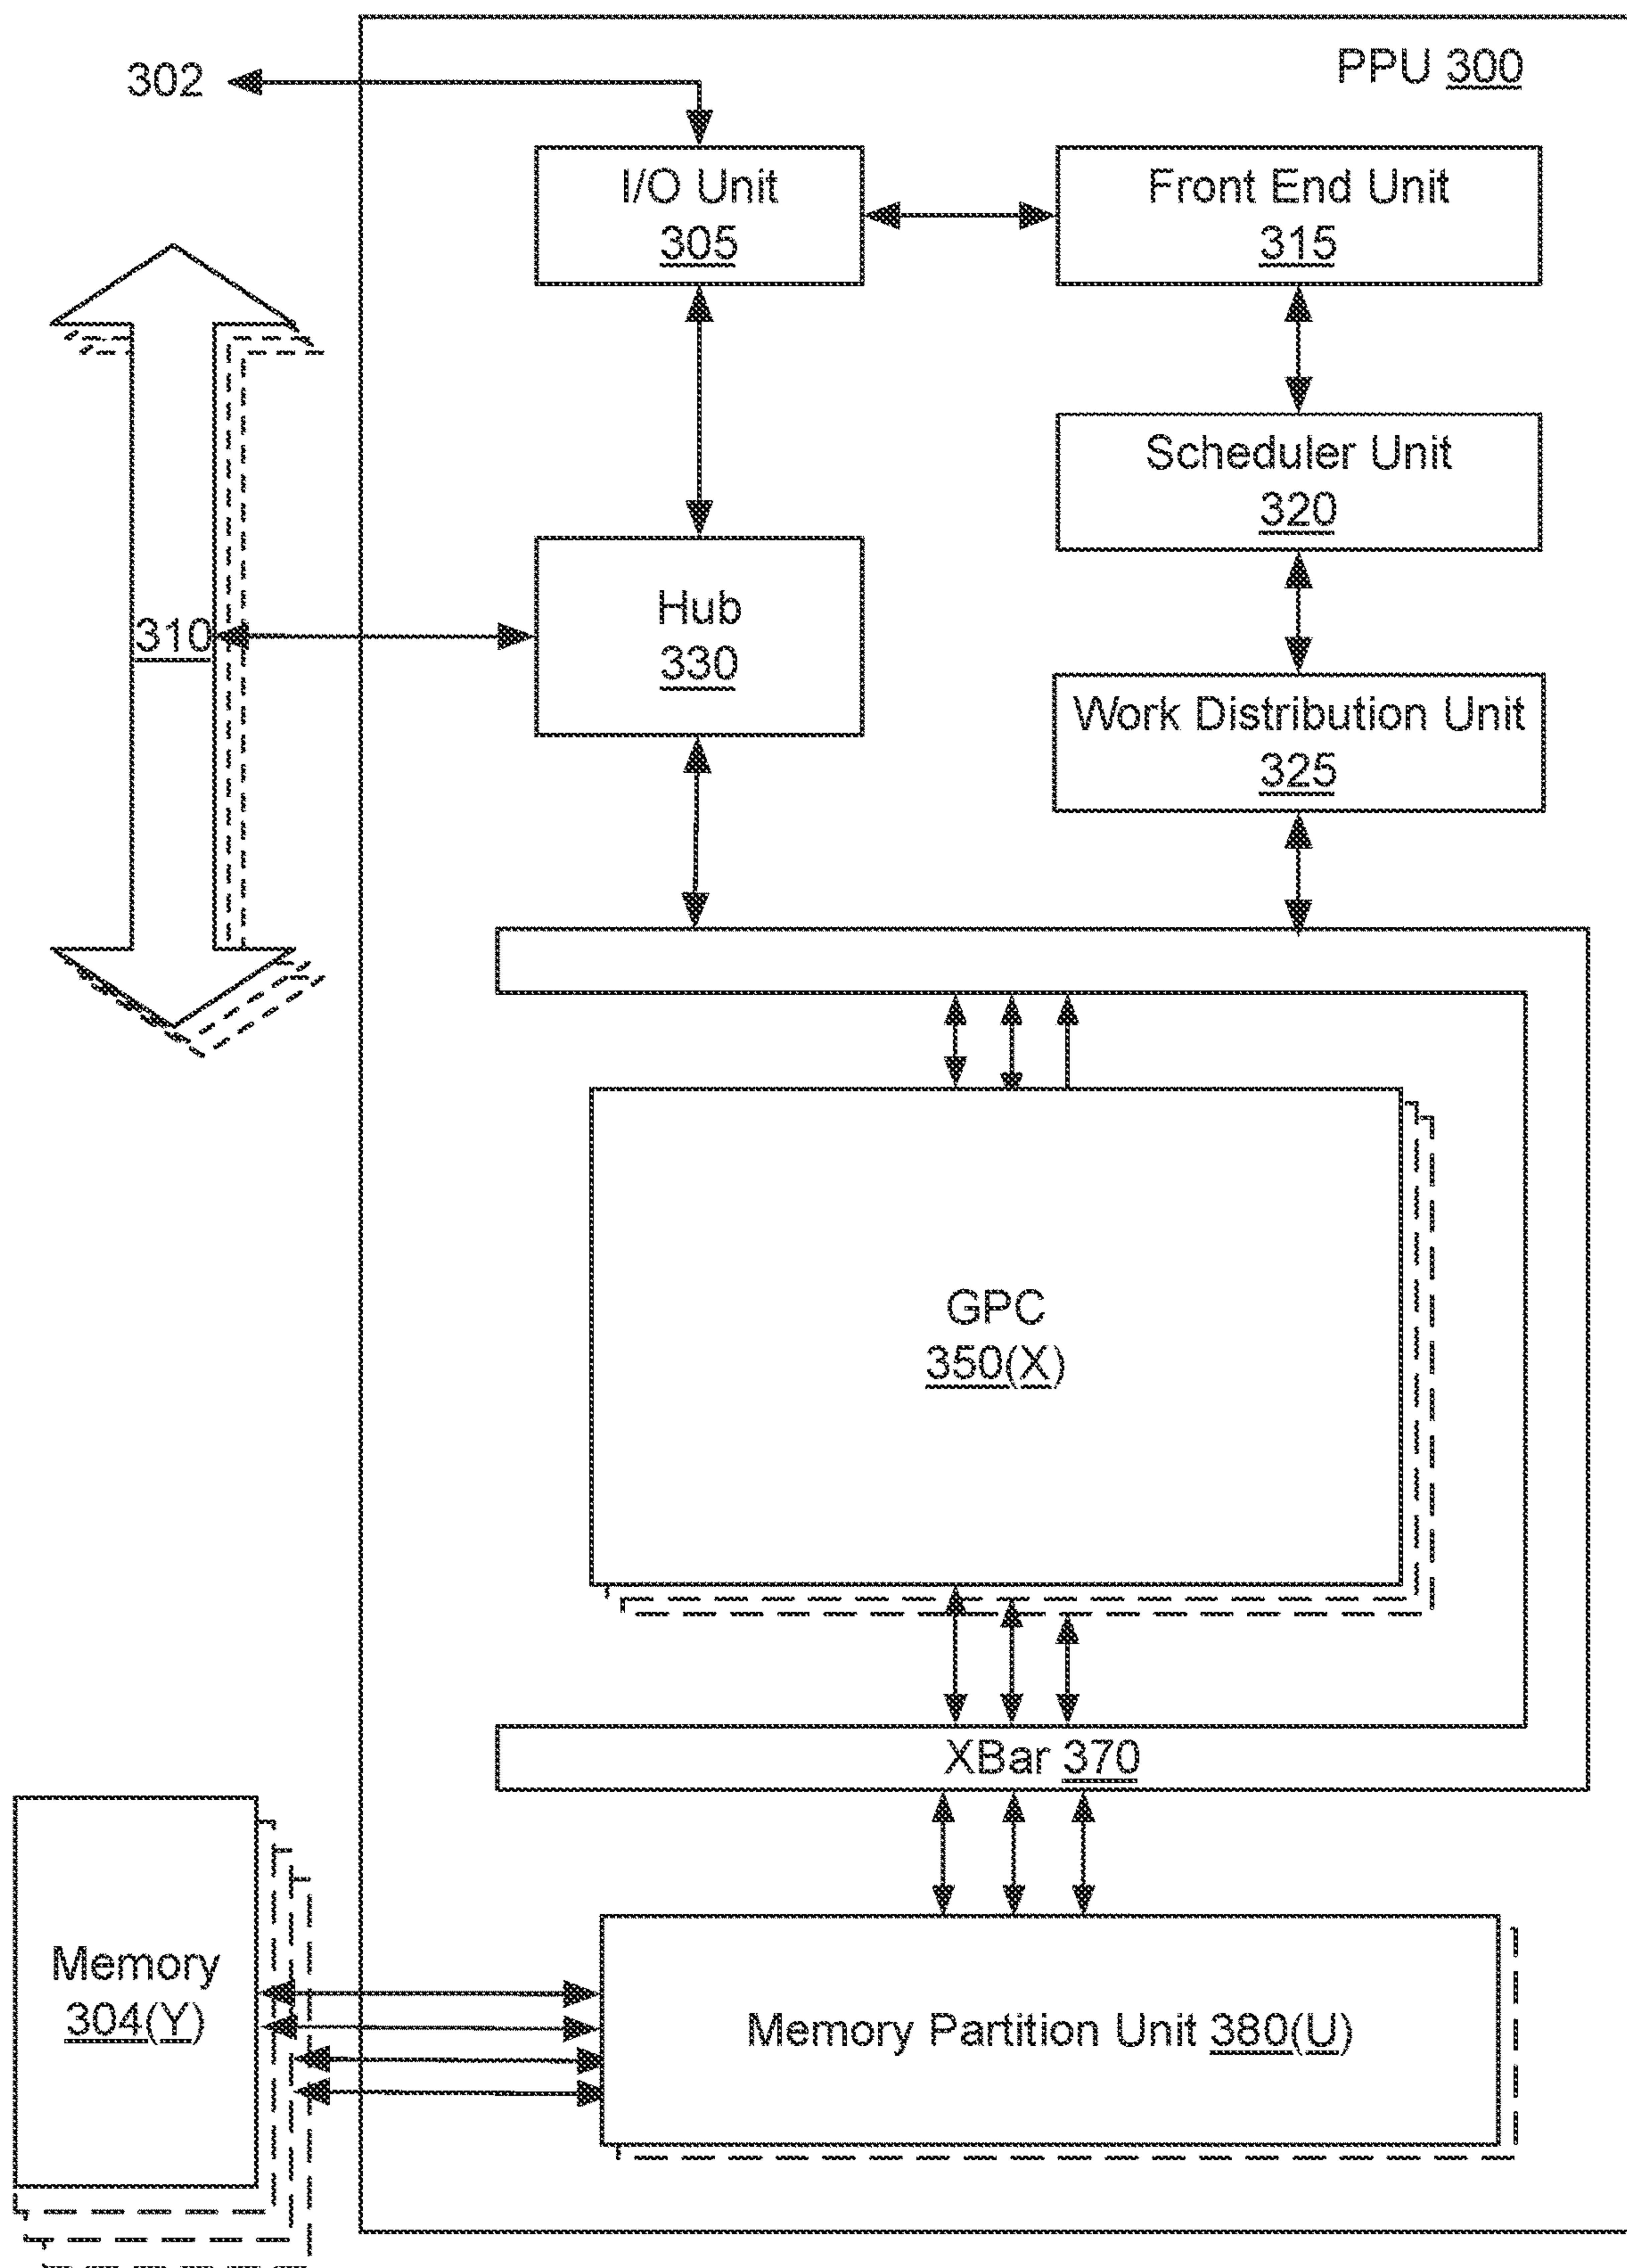 302
PPU 300
I/O Unit
305
Front End Unit
315
Scheduler Unit
320
310
Hub
330
Work Distribution Unit
325
GPC
350(X)
XBar 370
Memory
304(Y)
Memory Partition Unit 380(U)